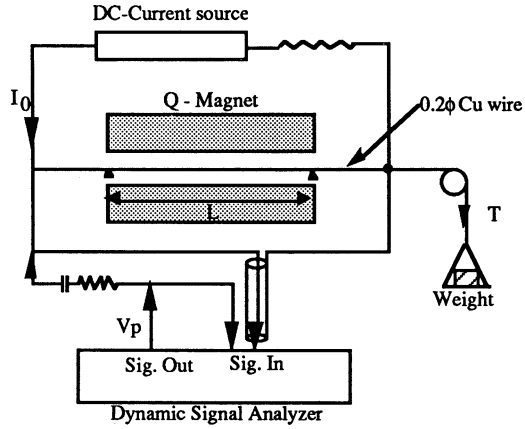 DC-Current source
I0
Q - Magnet
0.2ϕ Cu wire
L
T
Weight
Vp
Sig. Out
Sig. In
Dynamic Signal Analyzer